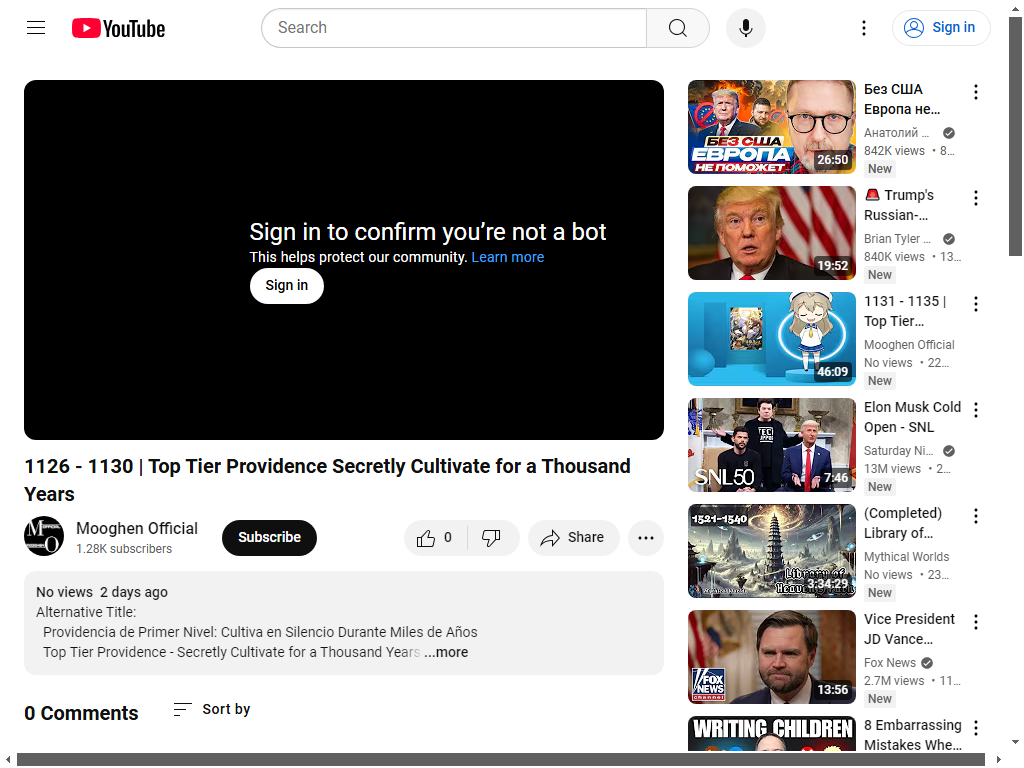 YouTube
Search
Sign in
Sign in to confirm you’re not a bot
This helps protect our community. Learn more
Sign in
1126 - 1130 | Top Tier Providence Secretly Cultivate for a Thousand
Years
Mooghen Official
1.28K subscribers
Subscribe
0
Share
No views 2 days ago
Alternative Title:
Providencia de Primer Nivel: Cultiva en Silencio Durante Miles de Años
Top Tier Providence - Secretly Cultivate for a Thousand Years ...more
0 Comments
Sort by
БЕЗ США
ЕВРОПА
НЕ ПОМОЖЕТ
26:50
Без США
Европа не…
Анатолий …
842K views • 8…
New
19:52
🚨 Trump's
Russian-…
Brian Tyler …
840K views • 13…
New
46:09
1131 - 1135 |
Top Tier…
Mooghen Official
No views • 22…
New
SNL50
7:46
Elon Musk Cold
Open - SNL
Saturday Ni…
13M views • 2…
New
1521-1540
Library of
3:34:29
(Completed)
Library of…
Mythical Worlds
No views • 23…
New
FOX
NEWS
channel
13:56
Vice President
JD Vance…
Fox News
2.7M views • 11…
New
WRITING CHILDREN
8 Embarrassing
Mistakes Whe…